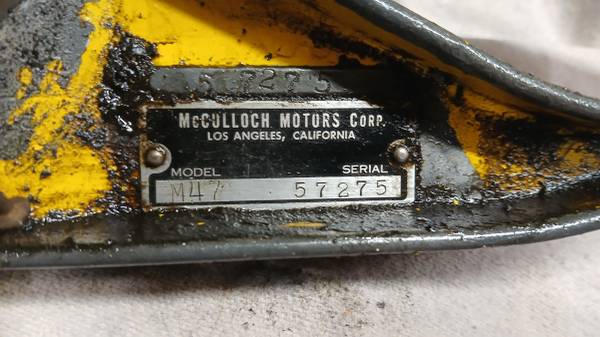 57275
McCULLOCH MOTORS CORP.
LOS ANGELES, CALIFORNIA
MODEL SERIAL
M47 57275